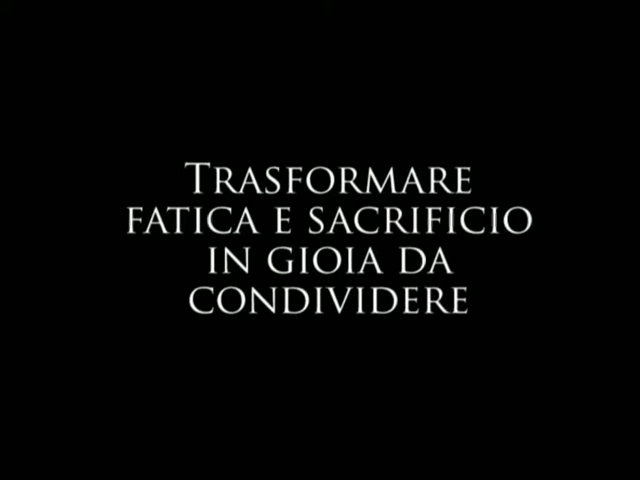 Trasformare
fatica e sacrificio
in gioia da
condividere